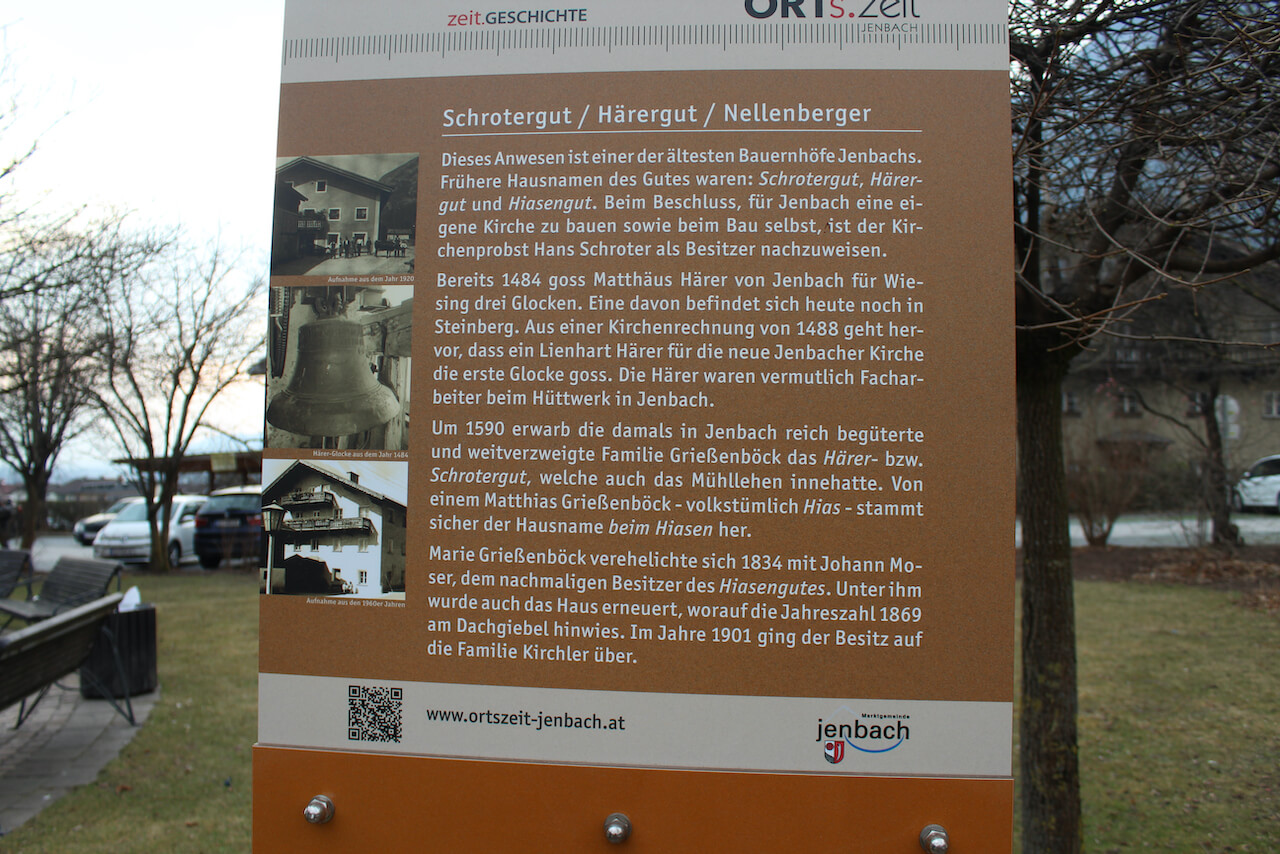 zeit.GESCHICHTE
ORTs.zeit
JENBACH
Schrotergut / Härergut / Nellenberger
Dieses Anwesen ist einer der ältesten Bauernhöfe Jenbachs.
Frühere Hausnamen des Gutes waren: Schrotergut, Härer-
gut und Hiasengut. Beim Beschluss, für Jenbach eine ei-
gene Kirche zu bauen sowie beim Bau selbst, ist der Kir-
chenprobst Hans Schroter als Besitzer nachzuweisen.
Bereits 1484 goss Matthäus Härer von Jenbach für Wie-
sing drei Glocken. Eine davon befindet sich heute noch in
Steinberg. Aus einer Kirchenrechnung von 1488 geht her-
vor, dass ein Lienhart Härer für die neue Jenbacher Kirche
die erste Glocke goss. Die Härer waren vermutlich Fachar-
beiter beim Hüttwerk in Jenbach.
Um 1590 erwarb die damals in Jenbach reich begüterte
und weitverzweigte Familie Grießenböck das Härer- bzw.
Schrotergut, welche auch das Mühllehen innehatte. Von
einem Matthias Grießenböck - volkstümlich Hias - stammt
sicher der Hausname beim Hiasen her.
Marie Grießenböck verehelichte sich 1834 mit Johann Mo-
ser, dem nachmaligen Besitzer des Hiasengutes. Unter ihm
wurde auch das Haus erneuert, worauf die Jahreszahl 1869
am Dachgiebel hinwies. Im Jahre 1901 ging der Besitz auf
die Familie Kirchler über.
Aufnahme aus dem Jahr 1920
Härer-Glocke aus dem Jahr 1484
Aufnahme aus den 1960er Jahren
www.ortszeit-jenbach.at
Marktgemeinde
jenbach